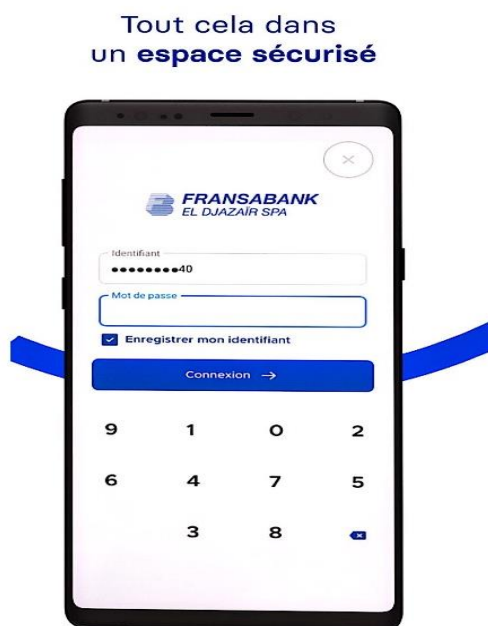 Tout cela dans
un espace sécurisé
FRANSABANK
EL DJAZAÏR SPA
Identifiant
●●●●●●●●40
Mot de passe
Enregistrer mon identifiant
Connexion →
9 1 0 2
6 4 7 5
3 8